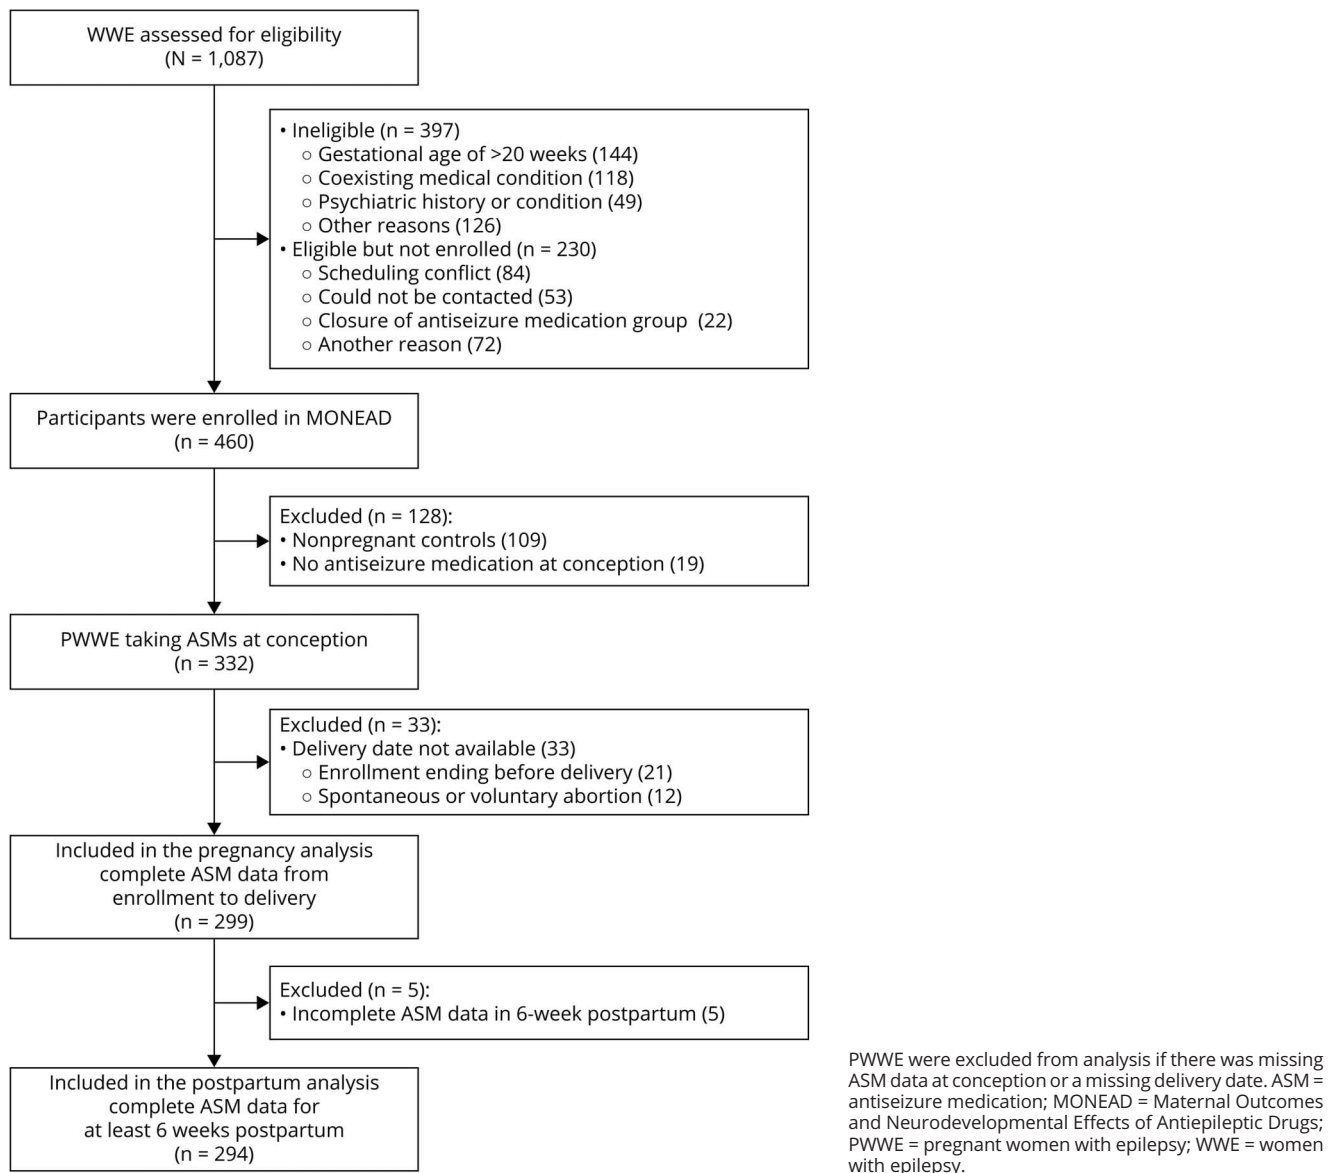 WWE assessed for eligibility
(N = 1,087)
• Ineligible (n = 397)
○ Gestational age of >20 weeks (144)
○ Coexisting medical condition (118)
○ Psychiatric history or condition (49)
○ Other reasons (126)
• Eligible but not enrolled (n = 230)
○ Scheduling conflict (84)
○ Could not be contacted (53)
○ Closure of antiseizure medication group (22)
○ Another reason (72)
Participants were enrolled in MONEAD
(n = 460)
Excluded (n = 128):
• Nonpregnant controls (109)
• No antiseizure medication at conception (19)
PWWE taking ASMs at conception
(n = 332)
Excluded (n = 33):
• Delivery date not available (33)
○ Enrollment ending before delivery (21)
○ Spontaneous or voluntary abortion (12)
Included in the pregnancy analysis
complete ASM data from
enrollment to delivery
(n = 299)
Excluded (n = 5):
• Incomplete ASM data in 6-week postpartum (5)
Included in the postpartum analysis
complete ASM data for
at least 6 weeks postpartum
(n = 294)
PWWE were excluded from analysis if there was missing
ASM data at conception or a missing delivery date. ASM =
antiseizure medication; MONEAD = Maternal Outcomes
and Neurodevelopmental Effects of Antiepileptic Drugs;
PWWE = pregnant women with epilepsy; WWE = women
with epilepsy.